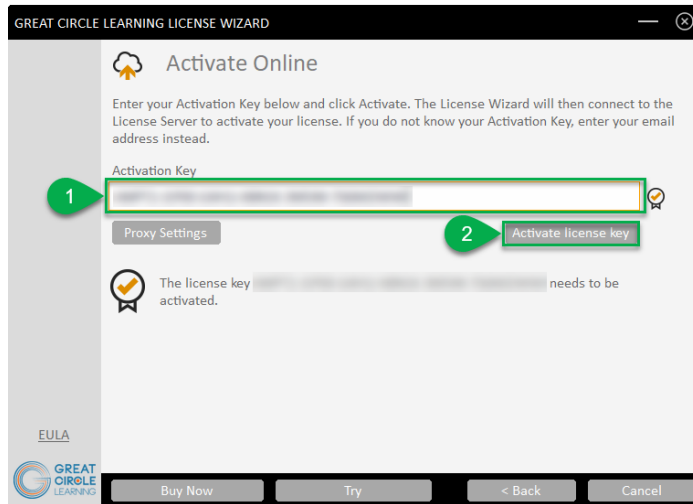 GREAT CIRCLE LEARNING LICENSE WIZARD
Activate Online
Enter your Activation Key below and click Activate. The License Wizard will then connect to the
License Server to activate your license. If you do not know your Activation Key, enter your email
address instead.
Activation Key
1
Proxy Settings
2
Activate license key
The license key needs to be
activated.
EULA
GREAT
CIRCLE
LEARNING
Buy Now
Try
< Back
Cancel